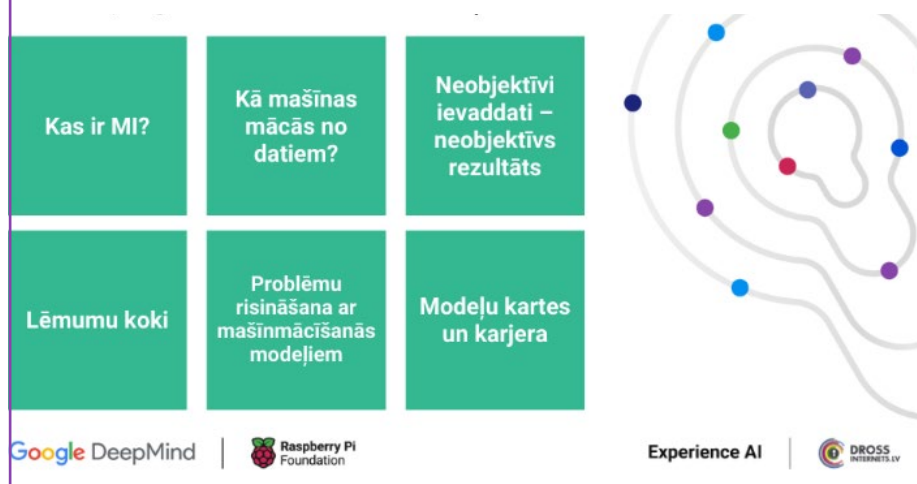 Kas ir MI?
Kā mašīnas
mācās no
datiem?
Neobjektīvi
ievaddati –
neobjektīvs
rezultāts
Lēmumu koki
Problēmu
risināšana ar
mašīnmācīšanās
modeļiem
Modeļu kartes
un karjera
Google DeepMind
Raspberry Pi
Foundation
Experience AI
DROSS
INTERNETS.LV